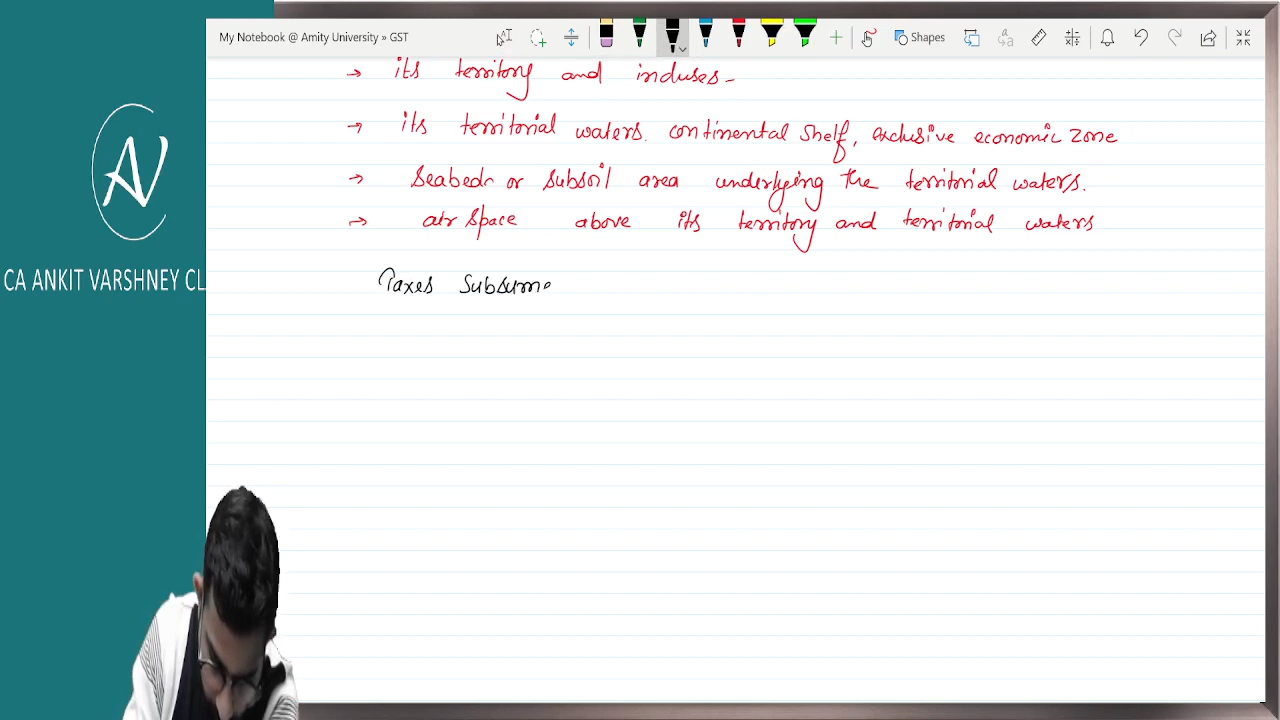 My Notebook @ Amity University » GST
Shapes
→ its territory and incluses -
→ its territorial waters. continental shelf, exclusive economic zone
→ Seabed or subsoil area underlying the territorial waters.
→ air space above its territory and territorial waters
Taxes Subsume
AV
CA ANKIT VARSHNEY CL